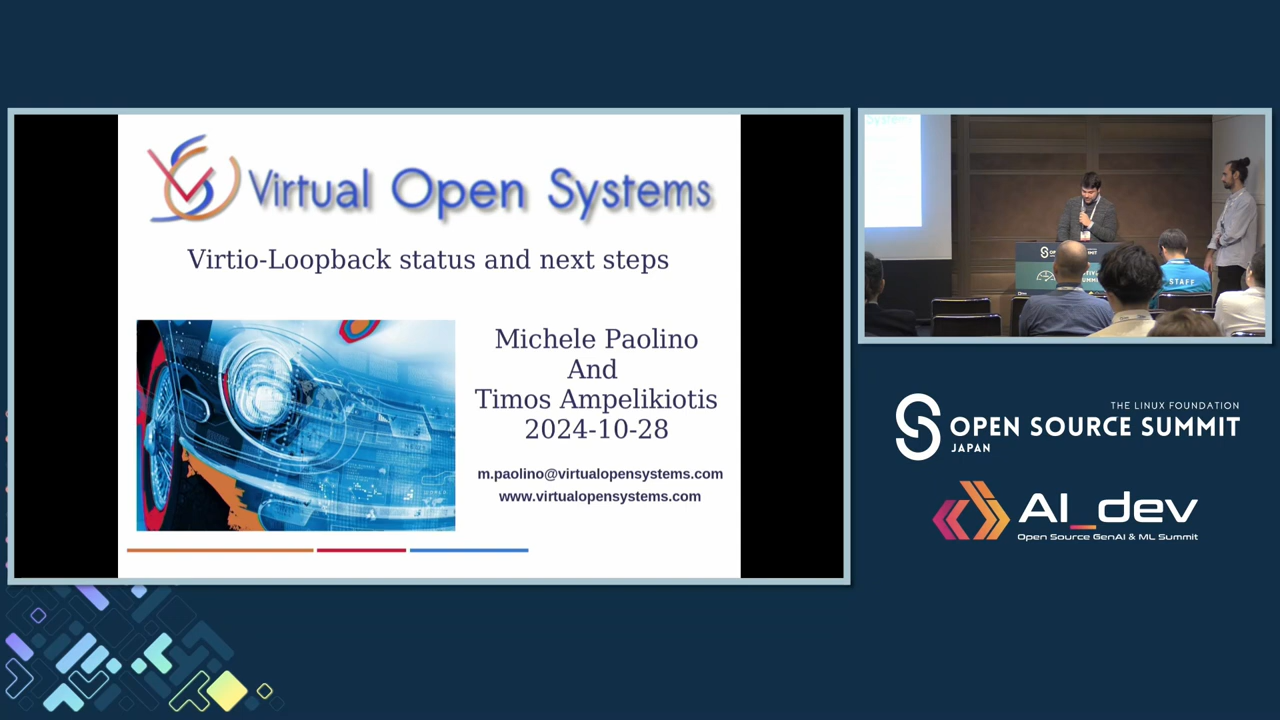 Virtual Open Systems
Virtio-Loopback status and next steps
Michele Paolino
And
Timos Ampelikiotis
2024-10-28
m.paolino@virtualopensystems.com
www.virtualopensystems.com
STAFF
THE LINUX FOUNDATION
OPEN SOURCE SUMMIT
JAPAN
AI_dev
Open Source GenAI & ML Summit